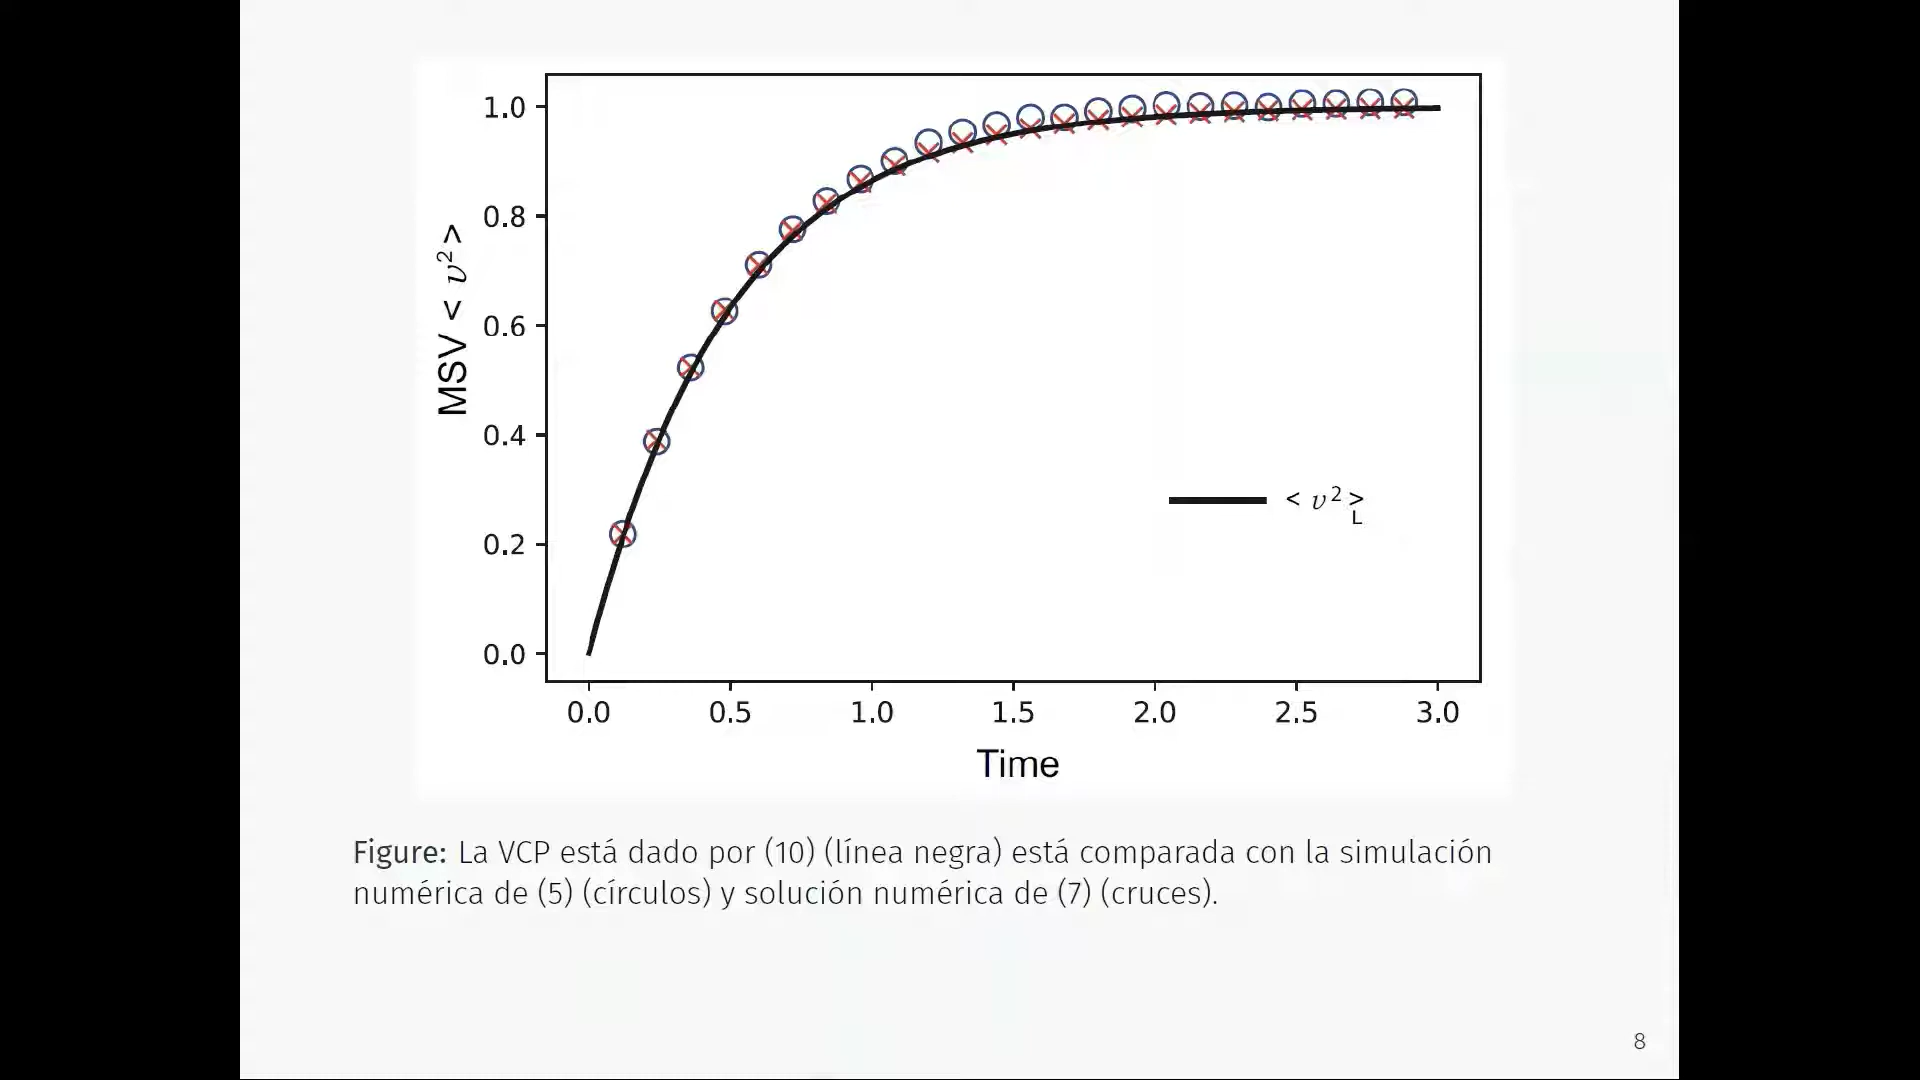 1.0
0.8
0.6
0.4
0.2
0.0
MSV < υ² >
< υ² >
L
0.0 0.5 1.0 1.5 2.0 2.5 3.0
Time
Figure: La VCP está dado por (10) (línea negra) está comparada con la simulación
numérica de (5) (círculos) y solución numérica de (7) (cruces).
8